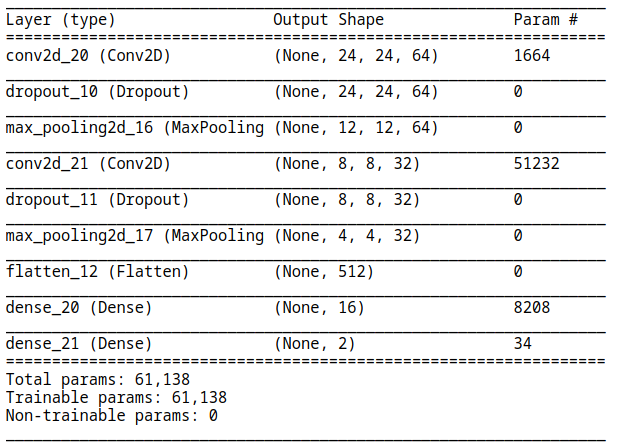 Layer (type) Output Shape Param #
conv2d_20 (Conv2D) (None, 24, 24, 64) 1664
dropout_10 (Dropout) (None, 24, 24, 64) 0
max_pooling2d_16 (MaxPooling (None, 12, 12, 64) 0
conv2d_21 (Conv2D) (None, 8, 8, 32) 51232
dropout_11 (Dropout) (None, 8, 8, 32) 0
max_pooling2d_17 (MaxPooling (None, 4, 4, 32) 0
flatten_12 (Flatten) (None, 512) 0
dense_20 (Dense) (None, 16) 8208
dense_21 (Dense) (None, 2) 34
Total params: 61,138
Trainable params: 61,138
Non-trainable params: 0